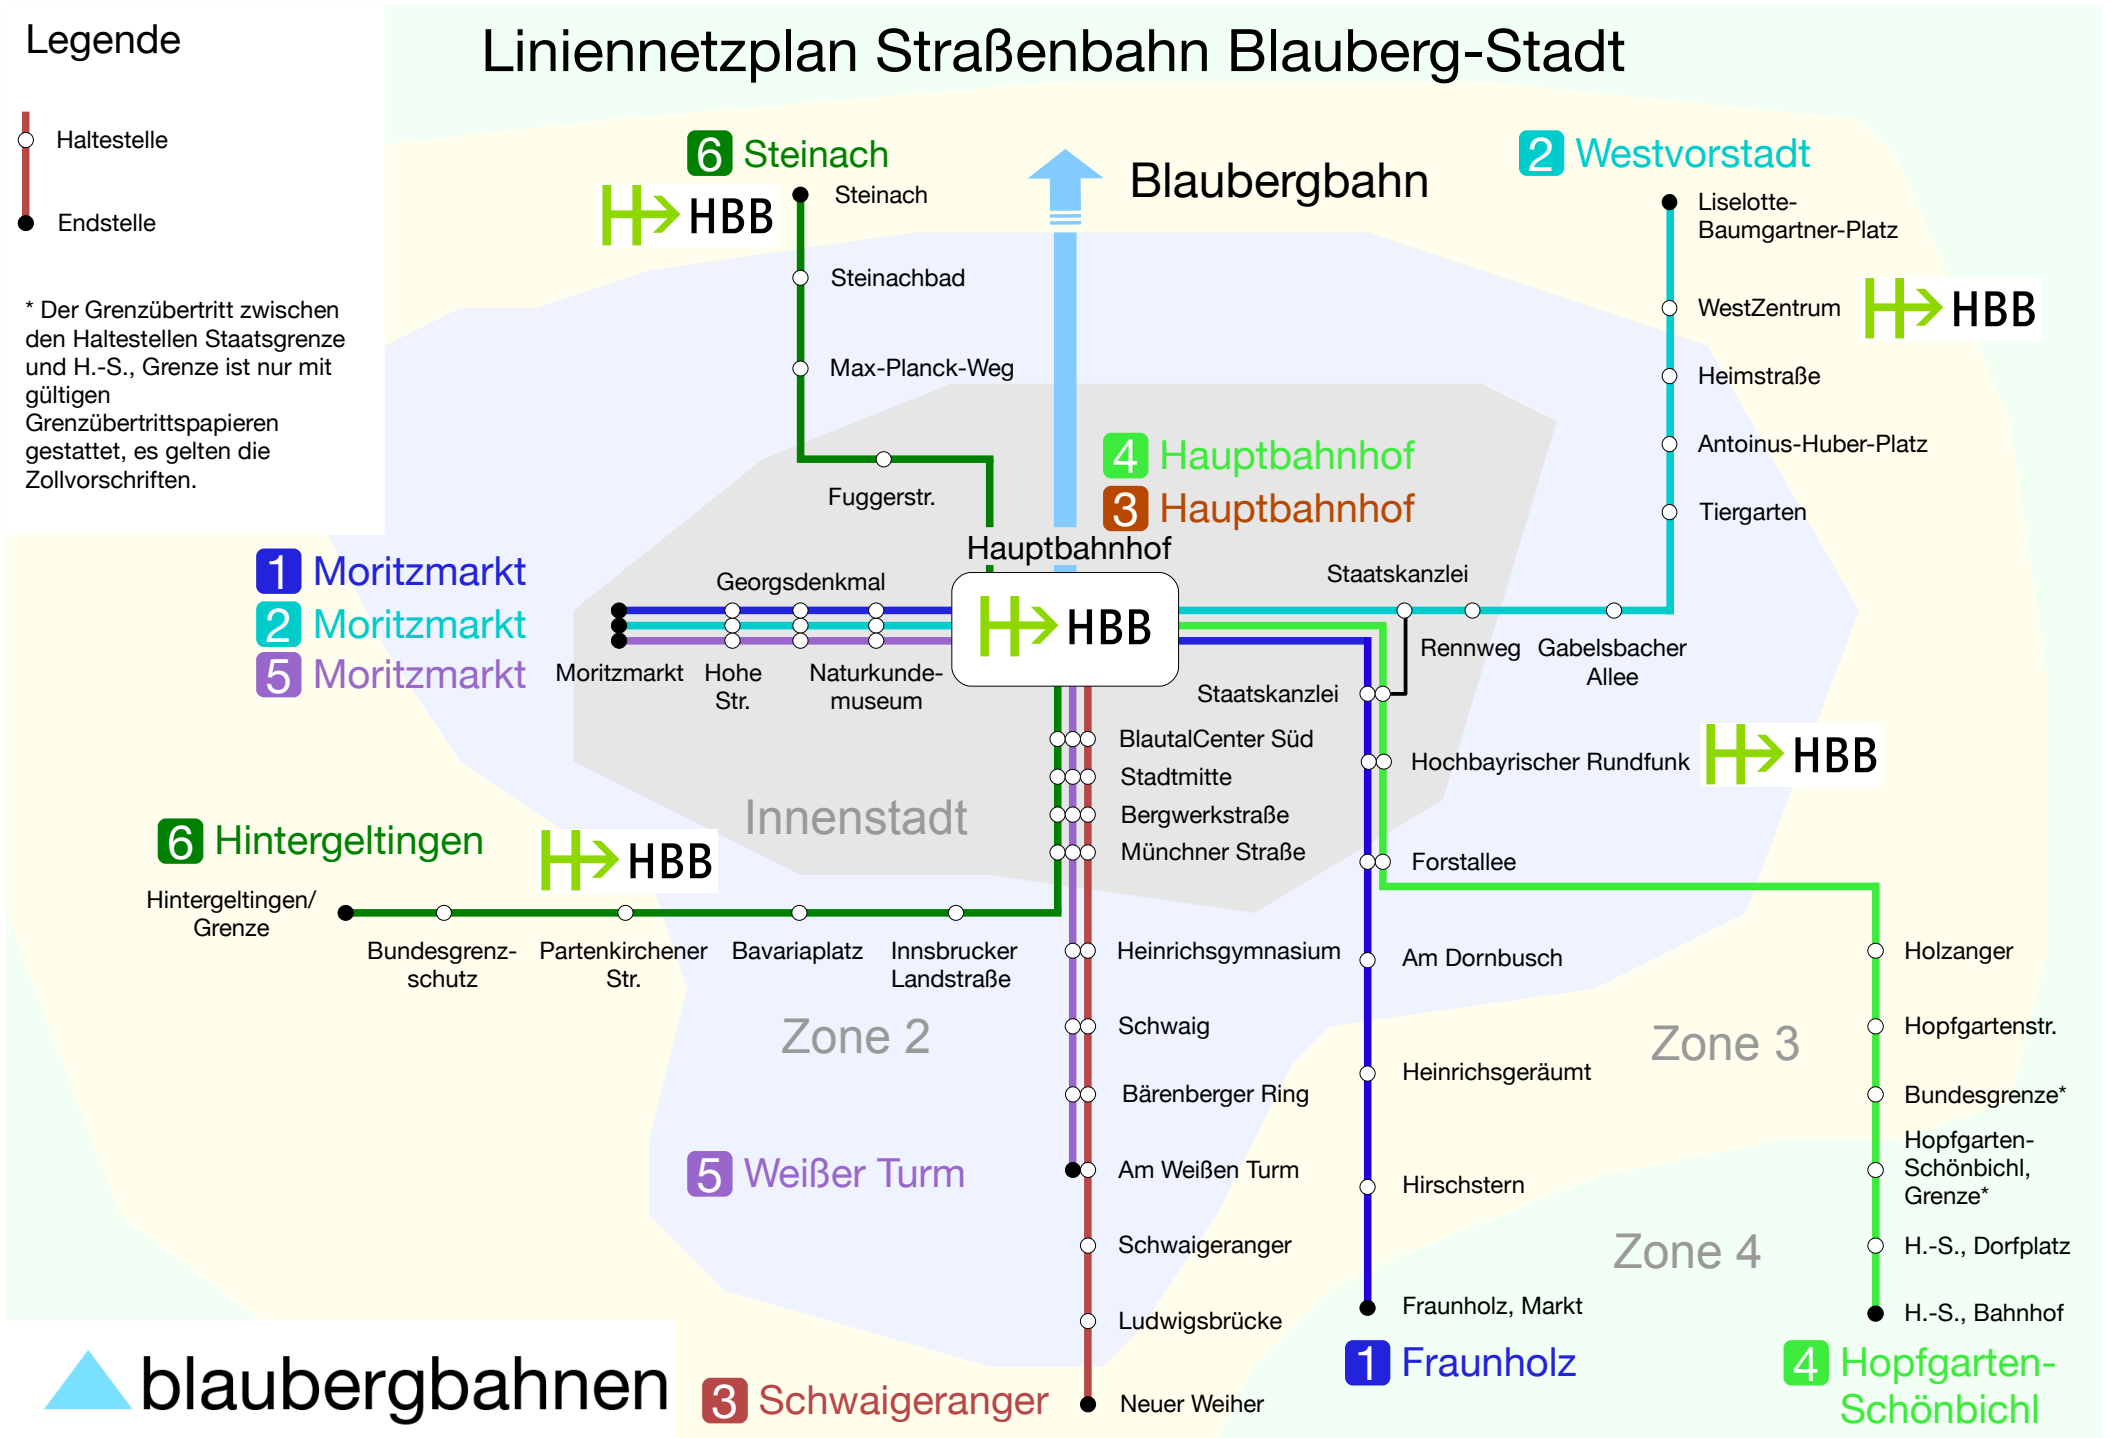 Legende
Liniennetzplan Straßenbahn Blauberg-Stadt
Haltestelle
Endstelle
* Der Grenzübertritt zwischen
den Haltestellen Staatsgrenze
und H.-S., Grenze ist nur mit
gültigen
Grenzübertrittspapieren
gestattet, es gelten die
Zollvorschriften.
6 Steinach
HBB
Steinach
Steinachbad
Max-Planck-Weg
Fuggerstr.
Blaubergbahn
2 Westvorstadt
Liselotte-
Baumgartner-Platz
WestZentrum
HBB
Heimstraße
Antoinus-Huber-Platz
Tiergarten
4 Hauptbahnhof
3 Hauptbahnhof
Hauptbahnhof
HBB
1 Moritzmarkt
2 Moritzmarkt
5 Moritzmarkt
Georgsdenkmal
Moritzmarkt
Hohe
Str.
Naturkunde-
museum
Staatskanzlei
Rennweg
Gabelsbacher
Allee
Staatskanzlei
Hochbayrischer Rundfunk
HBB
Forstallee
BlautalCenter Süd
Stadtmitte
Bergwerkstraße
Münchner Straße
Innenstadt
6 Hintergeltingen
HBB
Hintergeltingen/
Grenze
Bundesgrenz-
schutz
Partenkirchener
Str.
Bavariaplatz
Innsbrucker
Landstraße
Heinrichsgymnasium
Schwaig
Bärenberger Ring
Am Weißen Turm
Schwaigeranger
Ludwigsbrücke
Neuer Weiher
Zone 2
5 Weißer Turm
3 Schwaigeranger
Am Dornbusch
Heinrichsgeräumt
Hirschstern
Fraunholz, Markt
1 Fraunholz
Zone 3
Zone 4
Holzanger
Hopfgartenstr.
Bundesgrenze*
Hopfgarten-
Schönbichl,
Grenze*
H.-S., Dorfplatz
H.-S., Bahnhof
4 Hopfgarten-
Schönbichl
blaubergbahnen